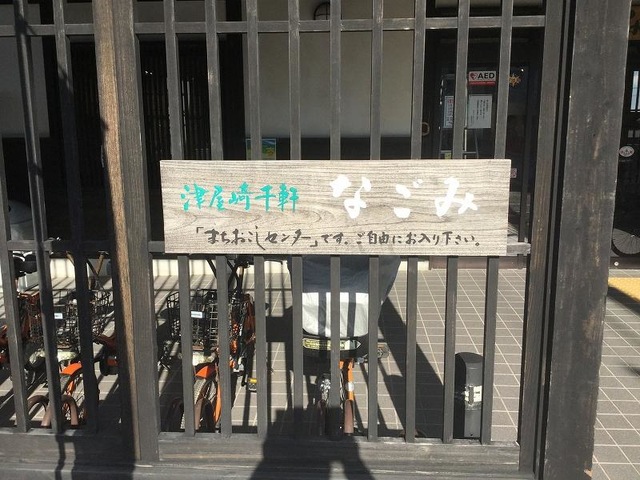 AED
津屋崎千軒 なごみ
「まちおこしセンター」です。ご自由にお入り下さい。